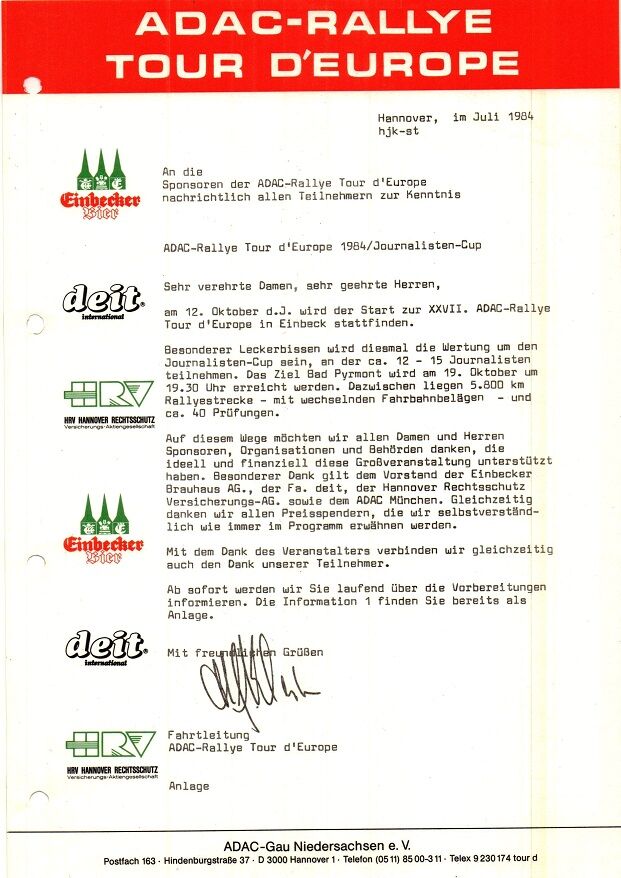 ADAC-RALLYE
TOUR D'EUROPE
Hannover, im Juli 1984
hjk-st
Einbecker
Bier
An die
Sponsoren der ADAC-Rallye Tour d'Europe
nachrichtlich allen Teilnehmern zur Kenntnis
ADAC-Rallye Tour d'Europe 1984/Journalisten-Cup
deit®
international
Sehr verehrte Damen, sehr geehrte Herren,
am 12. Oktober d.J. wird der Start zur XXVII. ADAC-Rallye
Tour d'Europe in Einbeck stattfinden.
Besonderer Leckerbissen wird diesmal die Wertung um den
Journalisten-Cup sein, an der ca. 12 - 15 Journalisten
teilnehmen. Das Ziel Bad Pyrmont wird am 19. Oktober um
19.30 Uhr erreicht werden. Dazwischen liegen 5.800 km
Rallyestrecke - mit wechselnden Fahrbahnbelägen - und
ca. 40 Prüfungen.
HRV
HRV HANNOVER RECHTSSCHUTZ
Versicherungs-Aktiengesellschaft
Auf diesem Wege möchten wir allen Damen und Herren
Sponsoren, Organisationen und Behörden danken, die
ideell und finanziell diese Großveranstaltung unterstützt
haben. Besonderer Dank gilt dem Vorstand der Einbecker
Brauhaus AG., der Fa. deit, der Hannover Rechtsschutz
Versicherungs-AG. sowie dem ADAC München. Gleichzeitig
danken wir allen Preisspendern, die wir selbstverständ-
lich wie immer im Programm erwähnen werden.
Einbecker
Bier
Mit dem Dank des Veranstalters verbinden wir gleichzeitig
auch den Dank unserer Teilnehmer.
Ab sofort werden wir Sie laufend über die Vorbereitungen
informieren. Die Information 1 finden Sie bereits als
Anlage.
deit®
international
Mit freundlichen Grüßen
Fahrtleitung
ADAC-Rallye Tour d'Europe
HRV
HRV HANNOVER RECHTSSCHUTZ
Versicherungs-Aktiengesellschaft
Anlage
ADAC-Gau Niedersachsen e. V.
Postfach 163 · Hindenburgstraße 37 · D 3000 Hannover 1 · Telefon (05 11) 85 00-3 11 · Telex 9 230 174 tour d